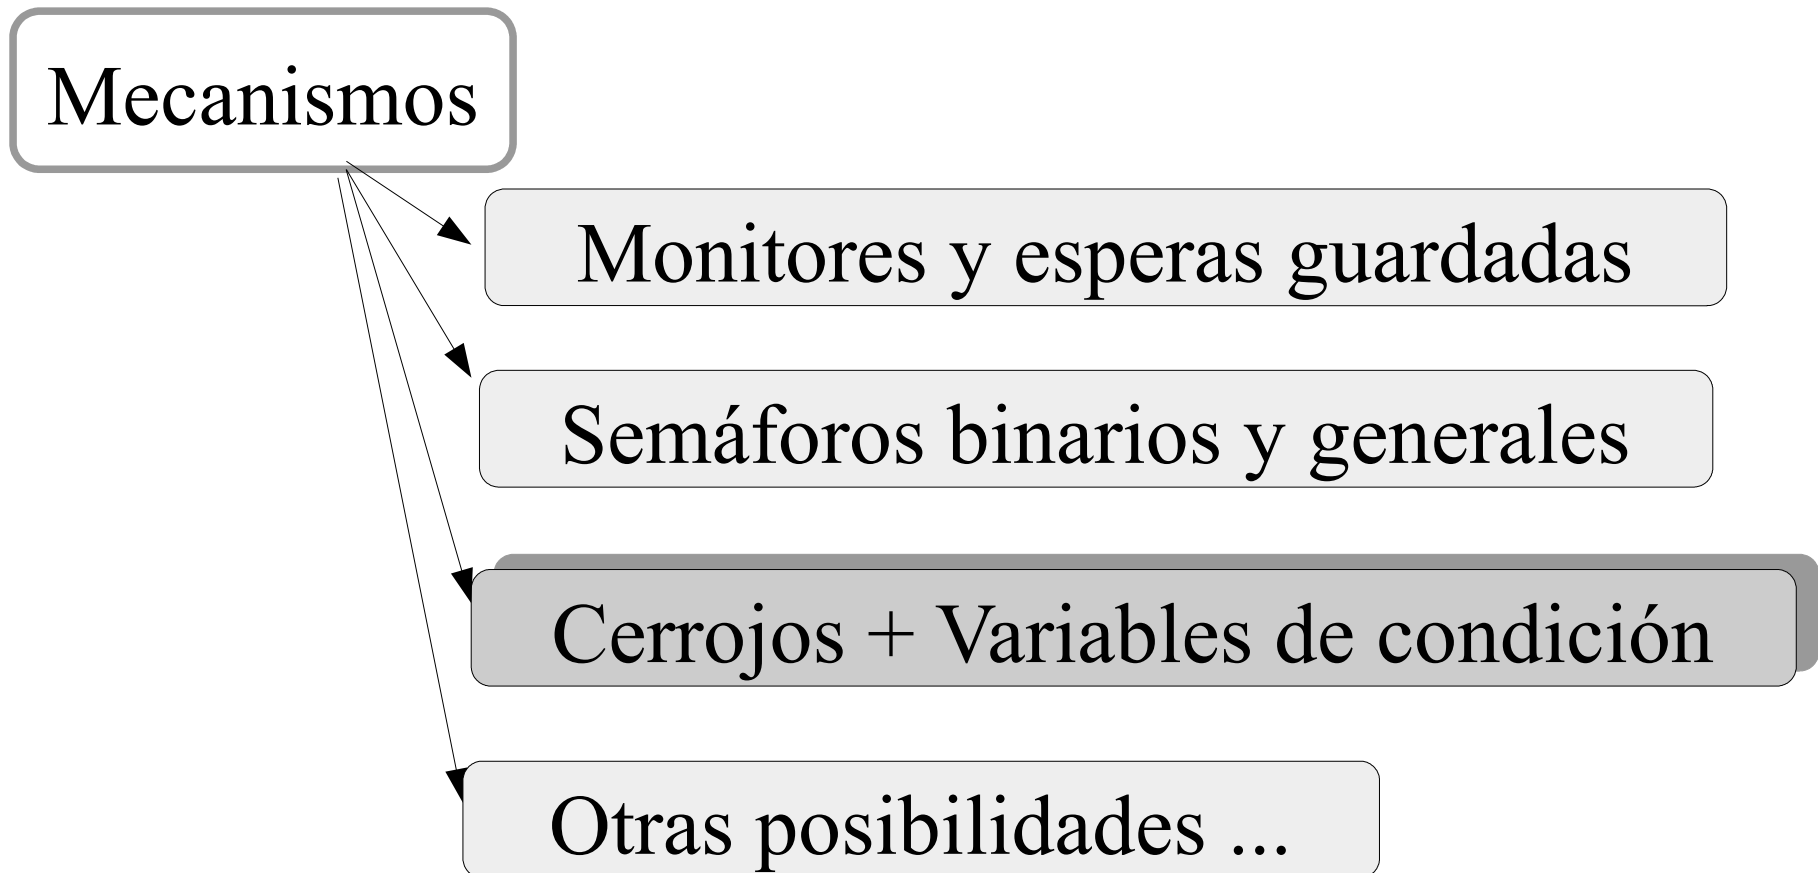 Mecanismos
Monitores y esperas guardadas
Semáforos binarios y generales
Cerrojos + Variables de condición
Otras posibilidades ...